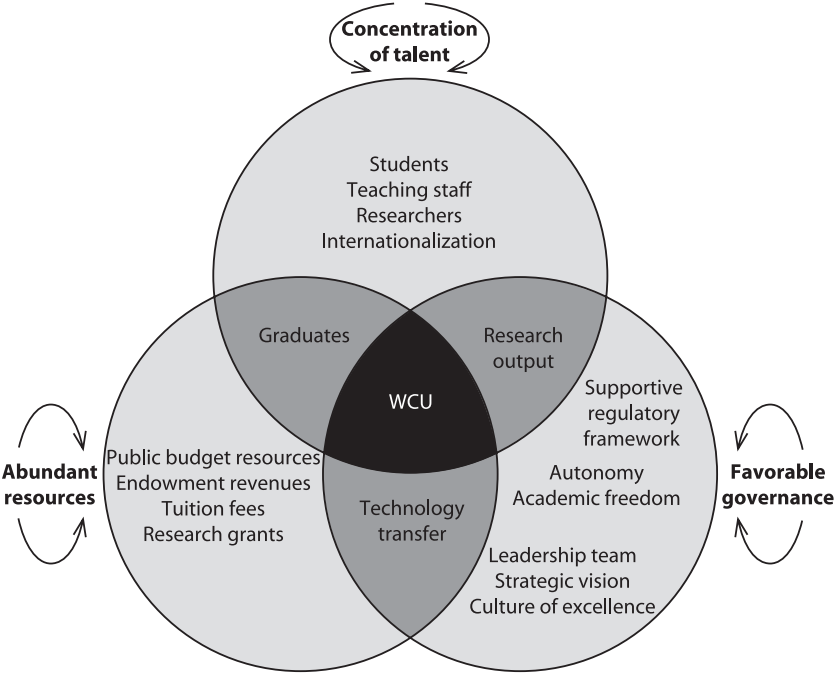 Concentration
of talent
Students
Teaching staff
Researchers
Internationalization
Graduates
Research
output
WCU
Supportive
regulatory
framework
Abundant
resources
Public budget resources
Endowment revenues
Tuition fees
Research grants
Autonomy
Academic freedom
Favorable
governance
Technology
transfer
Leadership team
Strategic vision
Culture of excellence